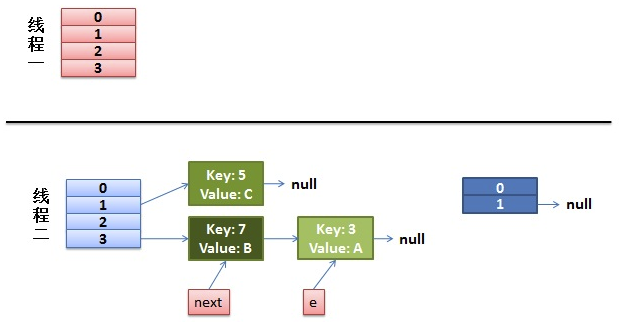 线程一
0
1
2
3
线程二
0
1
2
3
Key: 5
Value: C
null
Key: 7
Value: B
Key: 3
Value: A
null
next
e
0
1
null